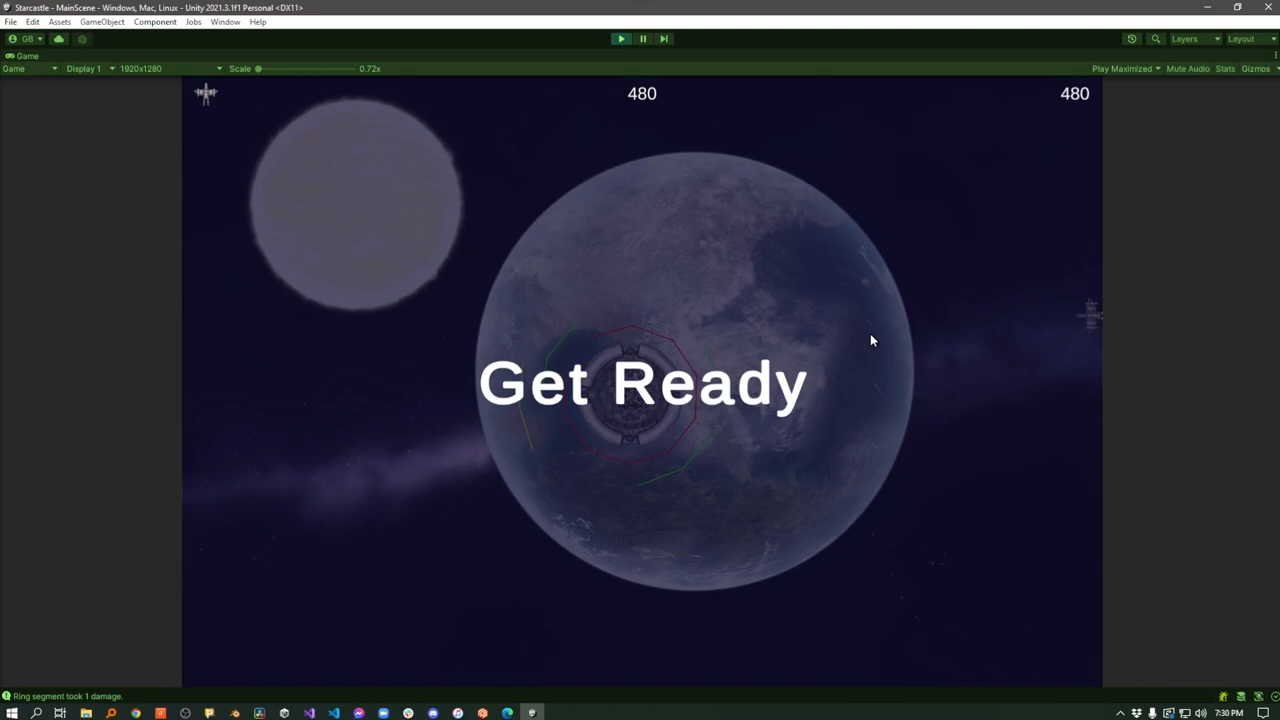 Starcastle - MainScene - Windows, Mac, Linux - Unity 2021.3.1f1 Personal <DX11>
File Edit Assets GameObject Component Jobs Window Help
GB Layers Layout
Game
Game Display 1 1920x1280 Scale 0.72x Play Maximized Mute Audio Stats Gizmos
480 480
Get Ready
Ring segment took 1 damage.
7:30 PM